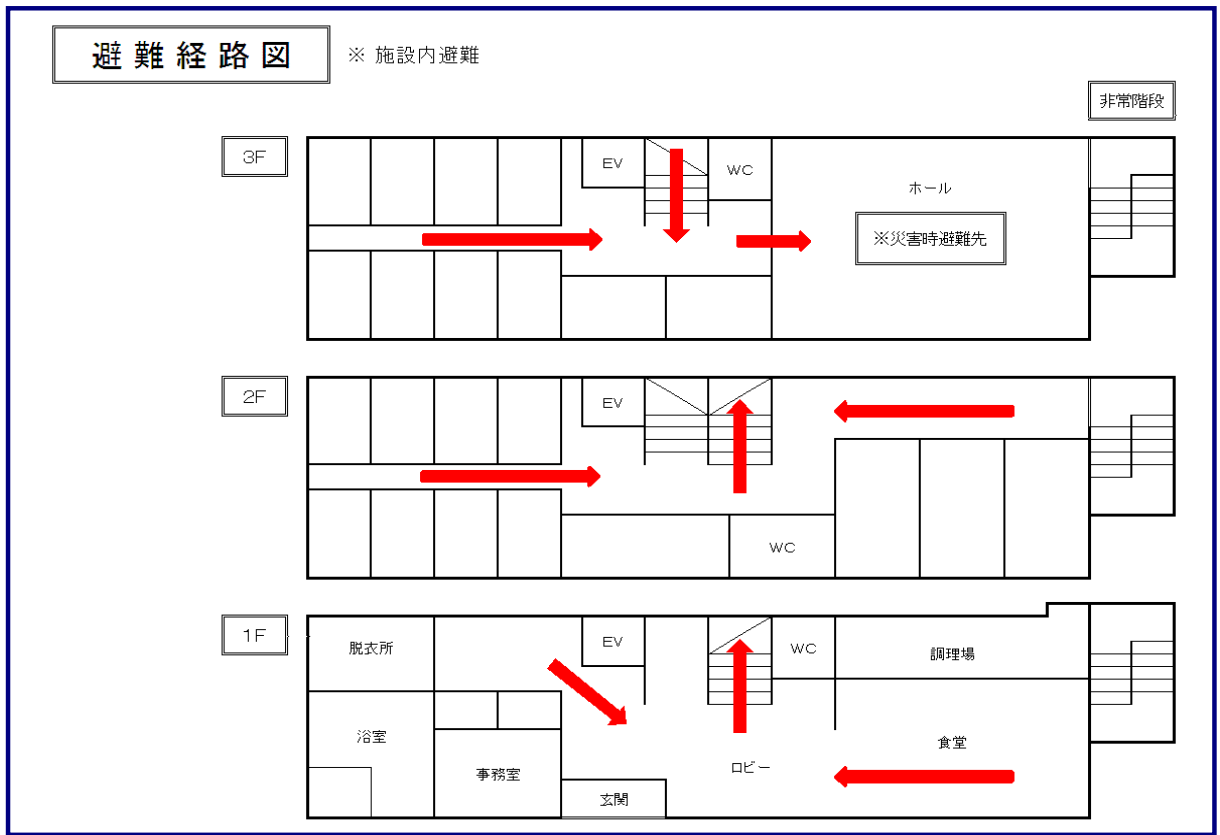 避難経路図 ※ 施設内避難
非常階段
3F
EV
WC
ホール
※災害時避難先
2F
EV
WC
1F
脱衣所
EV
WC
調理場
浴室
事務室
ロビー
食堂
玄関